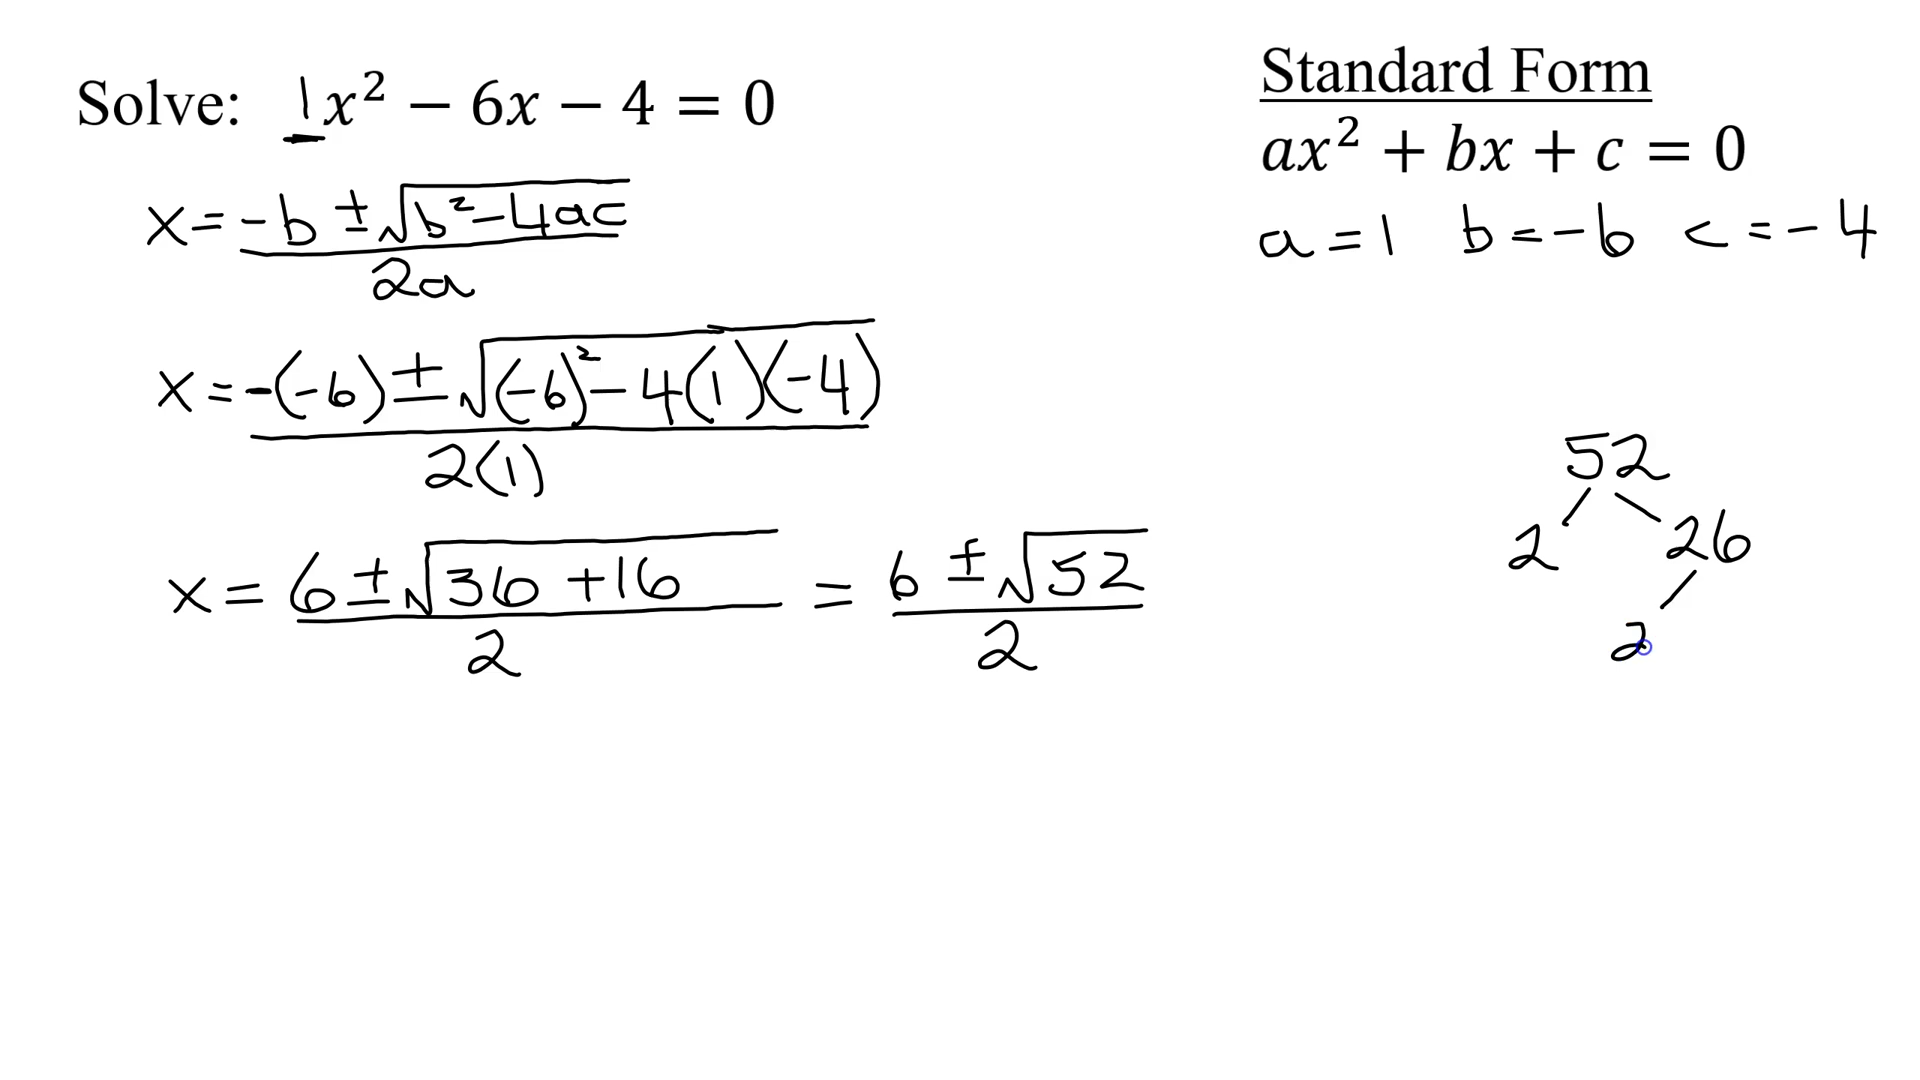 Solve: 1x² − 6x − 4 = 0
x = -b ± √b² - 4ac
2a
x = -(-6) ± √(-6)² - 4(1)(-4)
2(1)
x = 6 ± √36 + 16 = 6 ± √52
2 2
Standard Form
ax² + bx + c = 0
a = 1 b = -6 c = -4
52
2 26
2